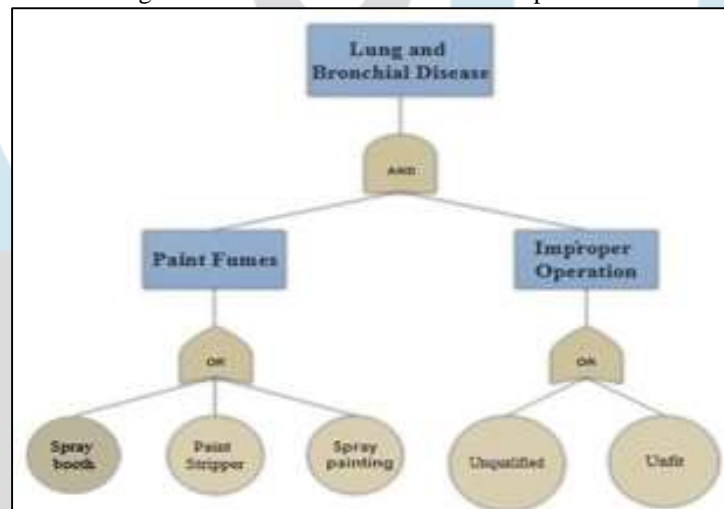 Lung and
Bronchial Disease
AND
Paint Fumes
Improper
Operation
OR
OR
Spray
booth
Paint
Stripper
Spray
painting
Unqualified
Unfit